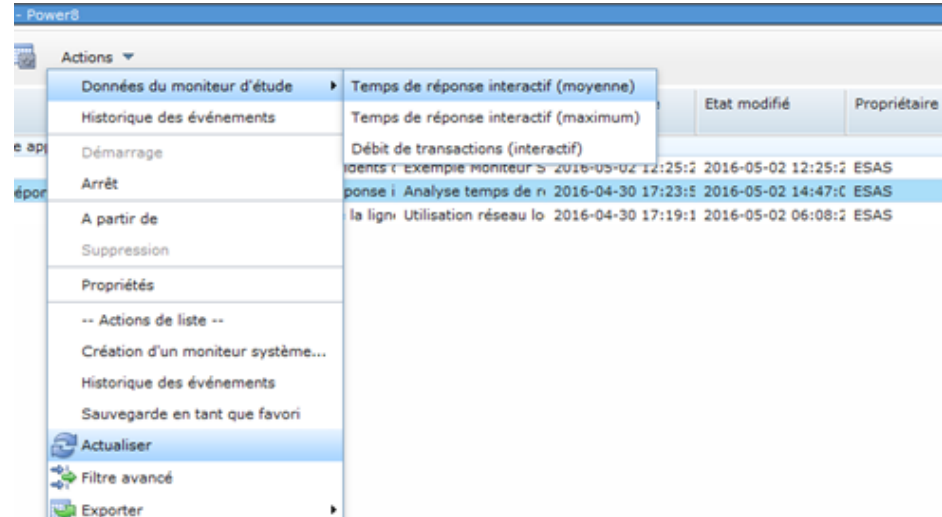 - Power8
Actions
Données du moniteur d'étude
Temps de réponse interactif (moyenne)
Historique des événements
Temps de réponse interactif (maximum)
Etat modifié
Propriétaire
Démarrage
Débit de transactions (interactif)
Exemple Moniteur S 2016-05-02 12:25:2 2016-05-02 12:25:2 ESAS
Arrêt
Analyse temps de 2016-04-30 17:23:5 2016-05-02 14:47:0 ESAS
A partir de
la lign Utilisation réseau lo 2016-04-30 17:19:1 2016-05-02 06:08:2 ESAS
Suppression
Propriétés
-- Actions de liste --
Création d'un moniteur système...
Historique des événements
Sauvegarde en tant que favori
Actualiser
Filtre avancé
Exporter